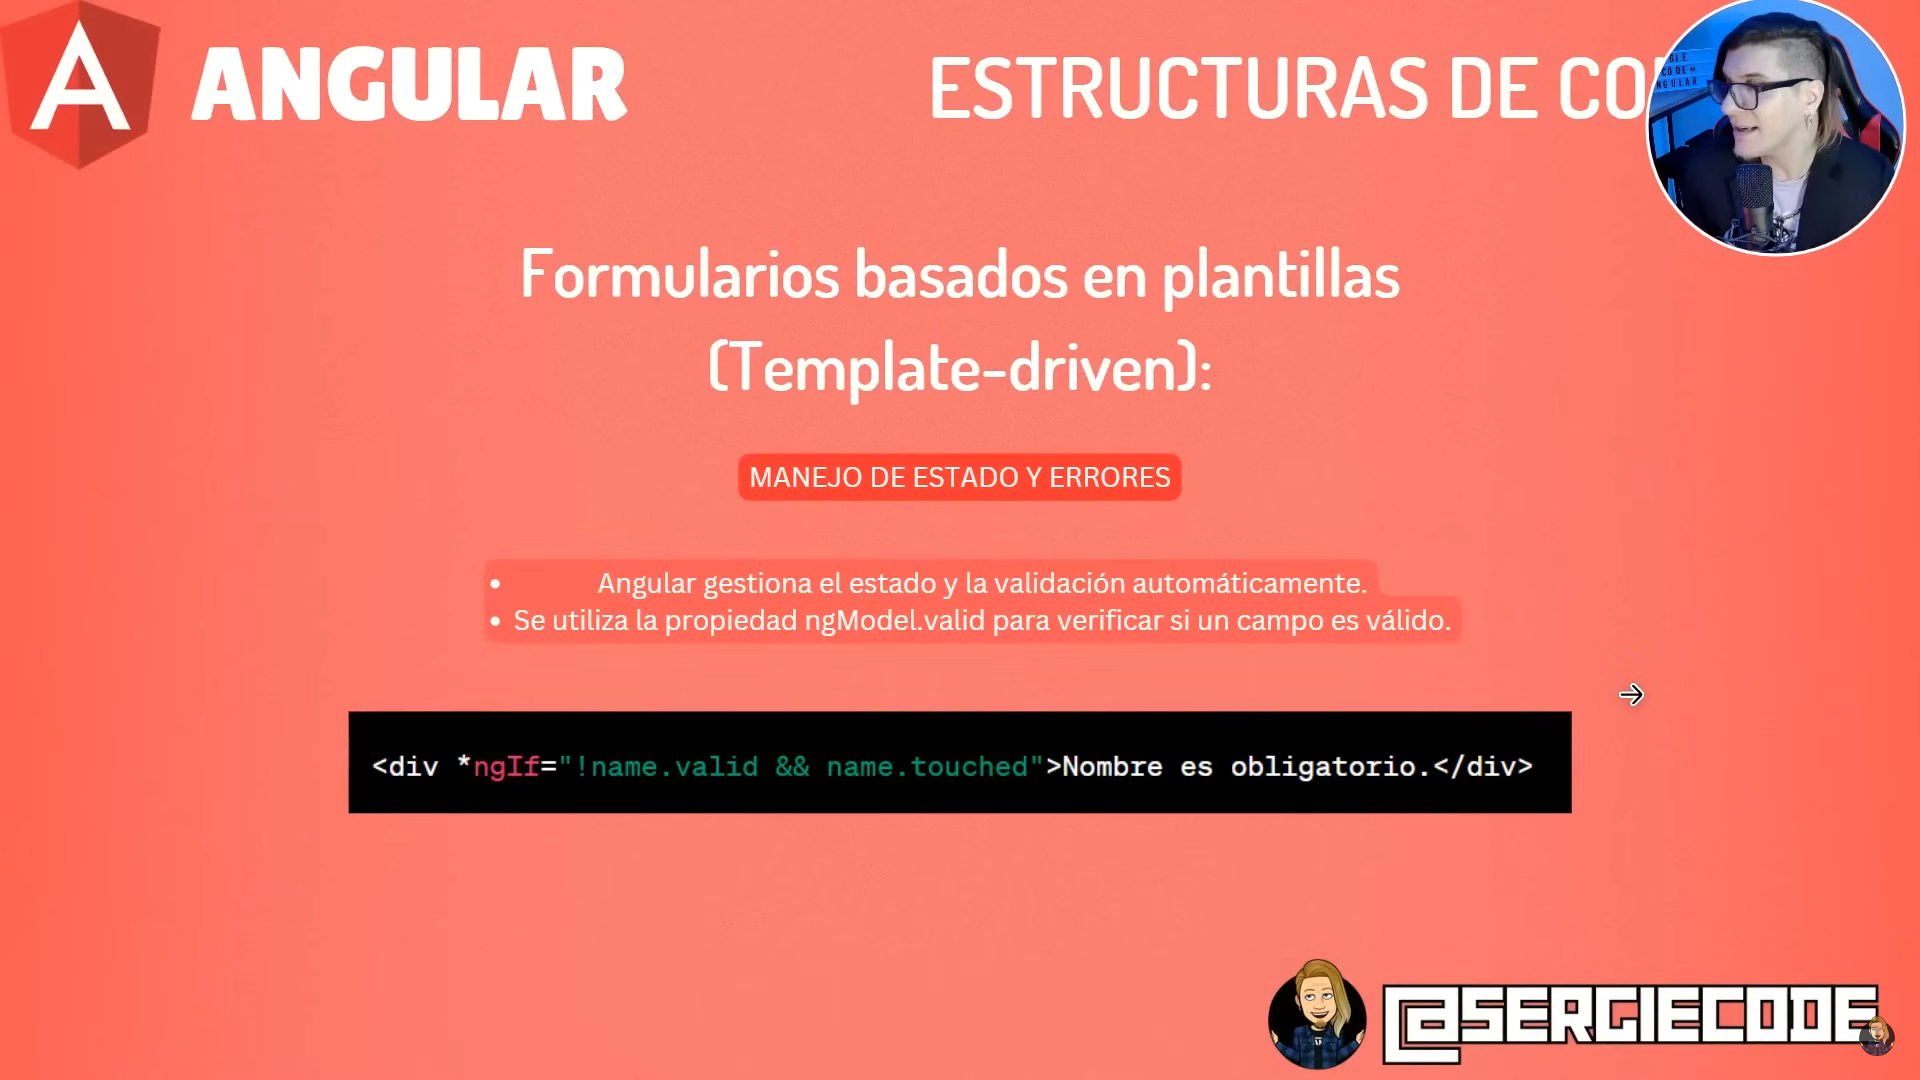 ANGULAR
ESTRUCTURAS DE CO
Formularios basados en plantillas
(Template-driven):
MANEJO DE ESTADO Y ERRORES
• Angular gestiona el estado y la validación automáticamente.
• Se utiliza la propiedad ngModel.valid para verificar si un campo es válido.
<div *ngIf="!name.valid && name.touched">Nombre es obligatorio.</div>
@SERGIECODE